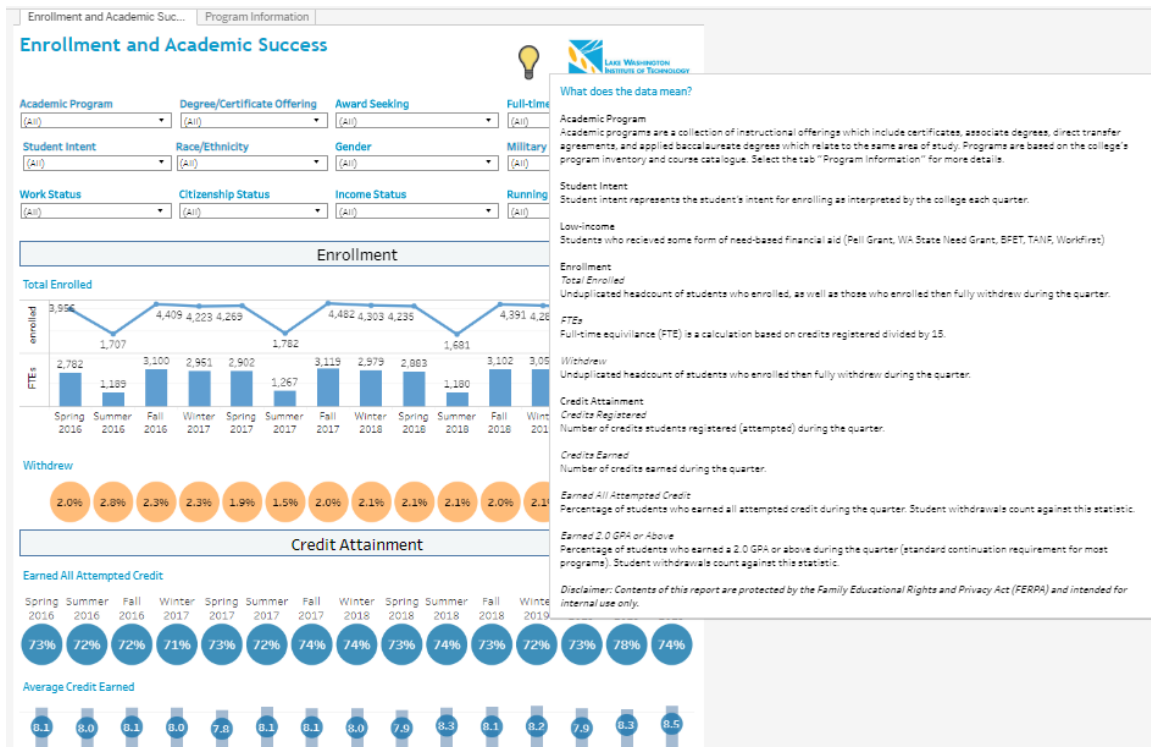 Enrollment and Academic Suc...
Program Information
Enrollment and Academic Success
LAKE WASHINGTON
INSTITUTE OF TECHNOLOGY
Academic Program
Degree/Certificate Offering
Award Seeking
Full-time
(All)
(All)
(All)
(All)
Student Intent
Race/Ethnicity
Gender
Military
(All)
(All)
(All)
(All)
Work Status
Citizenship Status
Income Status
Running
(All)
(All)
(All)
(All)
Enrollment
Total Enrolled
enrolled
3,956 1,707 4,409 4,223 4,269 1,782 4,482 4,303 4,235 1,681 4,391
FTEs
2,782 1,189 3,100 2,951 2,902 1,267 3,119 2,979 2,883 1,180 3,102
Spring Summer Fall Winter Spring Summer Fall Winter Spring Summer Fall
2016 2016 2016 2017 2017 2017 2017 2018 2018 2018 2018
Withdrew
2.0% 2.8% 2.3% 2.3% 1.9% 1.5% 2.0% 2.1% 2.1% 2.1% 2.0% 2.1%
Credit Attainment
Earned All Attempted Credit
Spring Summer Fall Winter Spring Summer Fall Winter Spring Summer Fall Winte
2016 2016 2016 2017 2017 2017 2017 2018 2018 2018 2018 2019
73% 72% 72% 71% 73% 72% 74% 74% 73% 74% 73% 72% 73% 78% 74%
Average Credit Earned
8.1 8.0 8.1 8.0 7.8 8.1 8.1 8.0 7.9 8.3 8.1 8.2 7.9 8.3 8.5
What does the data mean?
Academic Program
Academic programs are a collection of instructional offerings which include certificates, associate degrees, direct transfer
agreements, and applied baccalaureate degrees which relate to the same area of study. Programs are based on the college's
program inventory and course catalogue. Select the tab "Program Information" for more details.
Student Intent
Student intent represents the student's intent for enrolling as interpreted by the college each quarter.
Low-income
Students who recieved some form of need-based financial aid (Pell Grant, WA State Need Grant, BFET, TANF, Workfirst)
Enrollment
Total Enrolled
Unduplicated headcount of students who enrolled, as well as those who enrolled then fully withdrew during the quarter.
FTEs
Full-time equivilance (FTE) is a calculation based on credits registered divided by 15.
Withdrew
Unduplicated headcount of students who enrolled then fully withdrew during the quarter.
Credit Attainment
Credits Registered
Number of credits students registered (attempted) during the quarter.
Credits Earned
Number of credits earned during the quarter.
Earned All Attempted Credit
Percentage of students who earned all attempted credit during the quarter. Student withdrawals count against this statistic.
Earned 2.0 GPA or Above
Percentage of students who earned a 2.0 GPA or above during the quarter (standard continuation requirement for most
programs). Student withdrawals count against this statistic.
Disclaimer: Contents of this report are protected by the Family Educational Rights and Privacy Act (FERPA) and intended for
internal use only.